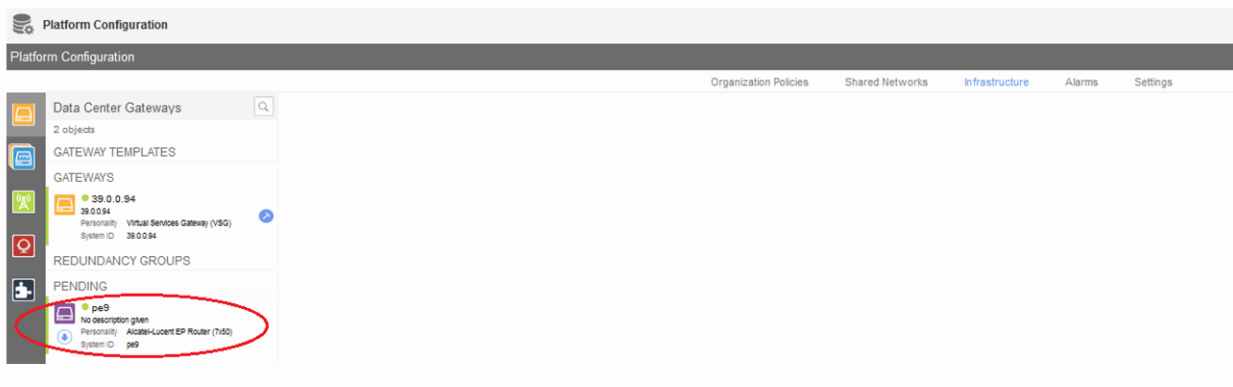 Platform Configuration
Platform Configuration
Organization Policies Shared Networks Infrastructure Alarms Settings
Data Center Gateways
2 objects
GATEWAY TEMPLATES
GATEWAYS
39.0.0.94
39.0.0.94
Personality Virtual Services Gateway (VSG)
System ID 39.0.0.94
REDUNDANCY GROUPS
PENDING
pe9
No description given
Personality Alcatel-Lucent EP Router (7x50)
System ID pe9